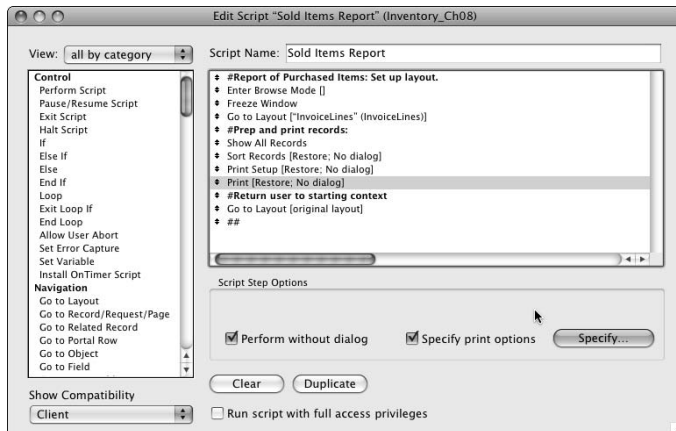 Edit Script “Sold Items Report” (Inventory_Ch08)
View: all by category
Script Name: Sold Items Report
Control
Perform Script
Pause/Resume Script
Exit Script
Halt Script
If
Else If
Else
End If
Loop
Exit Loop If
End Loop
Allow User Abort
Set Error Capture
Set Variable
Install OnTimer Script
Navigation
Go to Layout
Go to Record/Request/Page
Go to Related Record
Go to Portal Row
Go to Object
Go to Field
#Report of Purchased Items: Set up layout.
Enter Browse Mode []
Freeze Window
Go to Layout [“InvoiceLines” (InvoiceLines)]
#Prep and print records:
Show All Records
Sort Records [Restore; No dialog]
Print Setup [Restore; No dialog]
Print [Restore; No dialog]
#Return user to starting context
Go to Layout [original layout]
##
Script Step Options
Perform without dialog
Specify print options
Specify...
Clear
Duplicate
Show Compatibility
Client
Run script with full access privileges